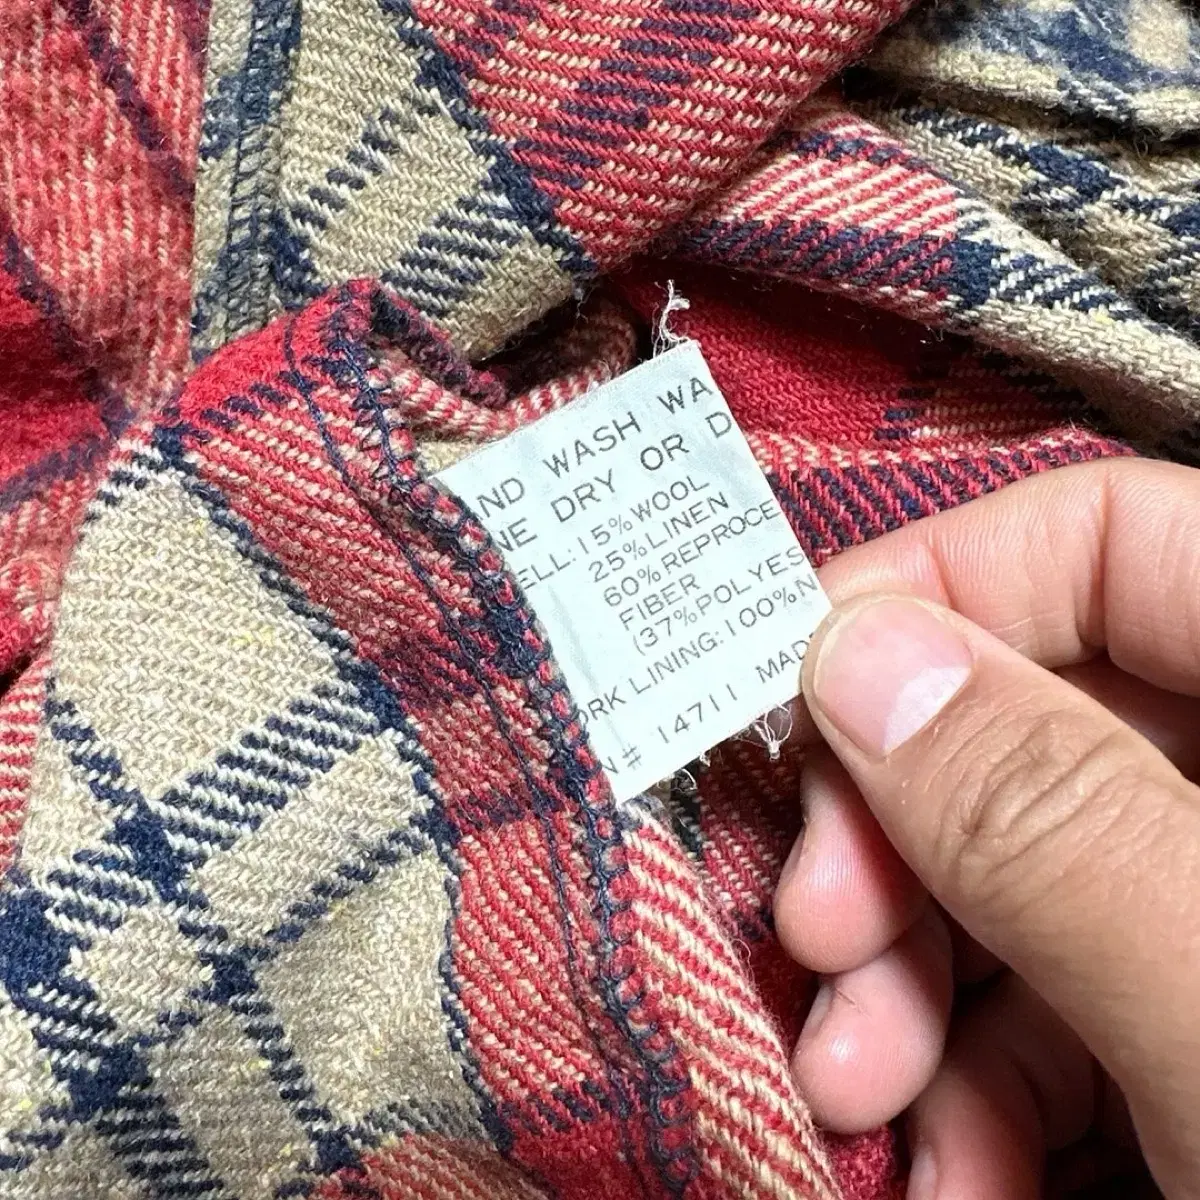 ND WASH WA
NE DRY OR D
ELL: 15% WOOL
25% LINEN
60% REPROCE
FIBER
(37% POLYES
ORK LINING: 100% N
N# 14711 MAD